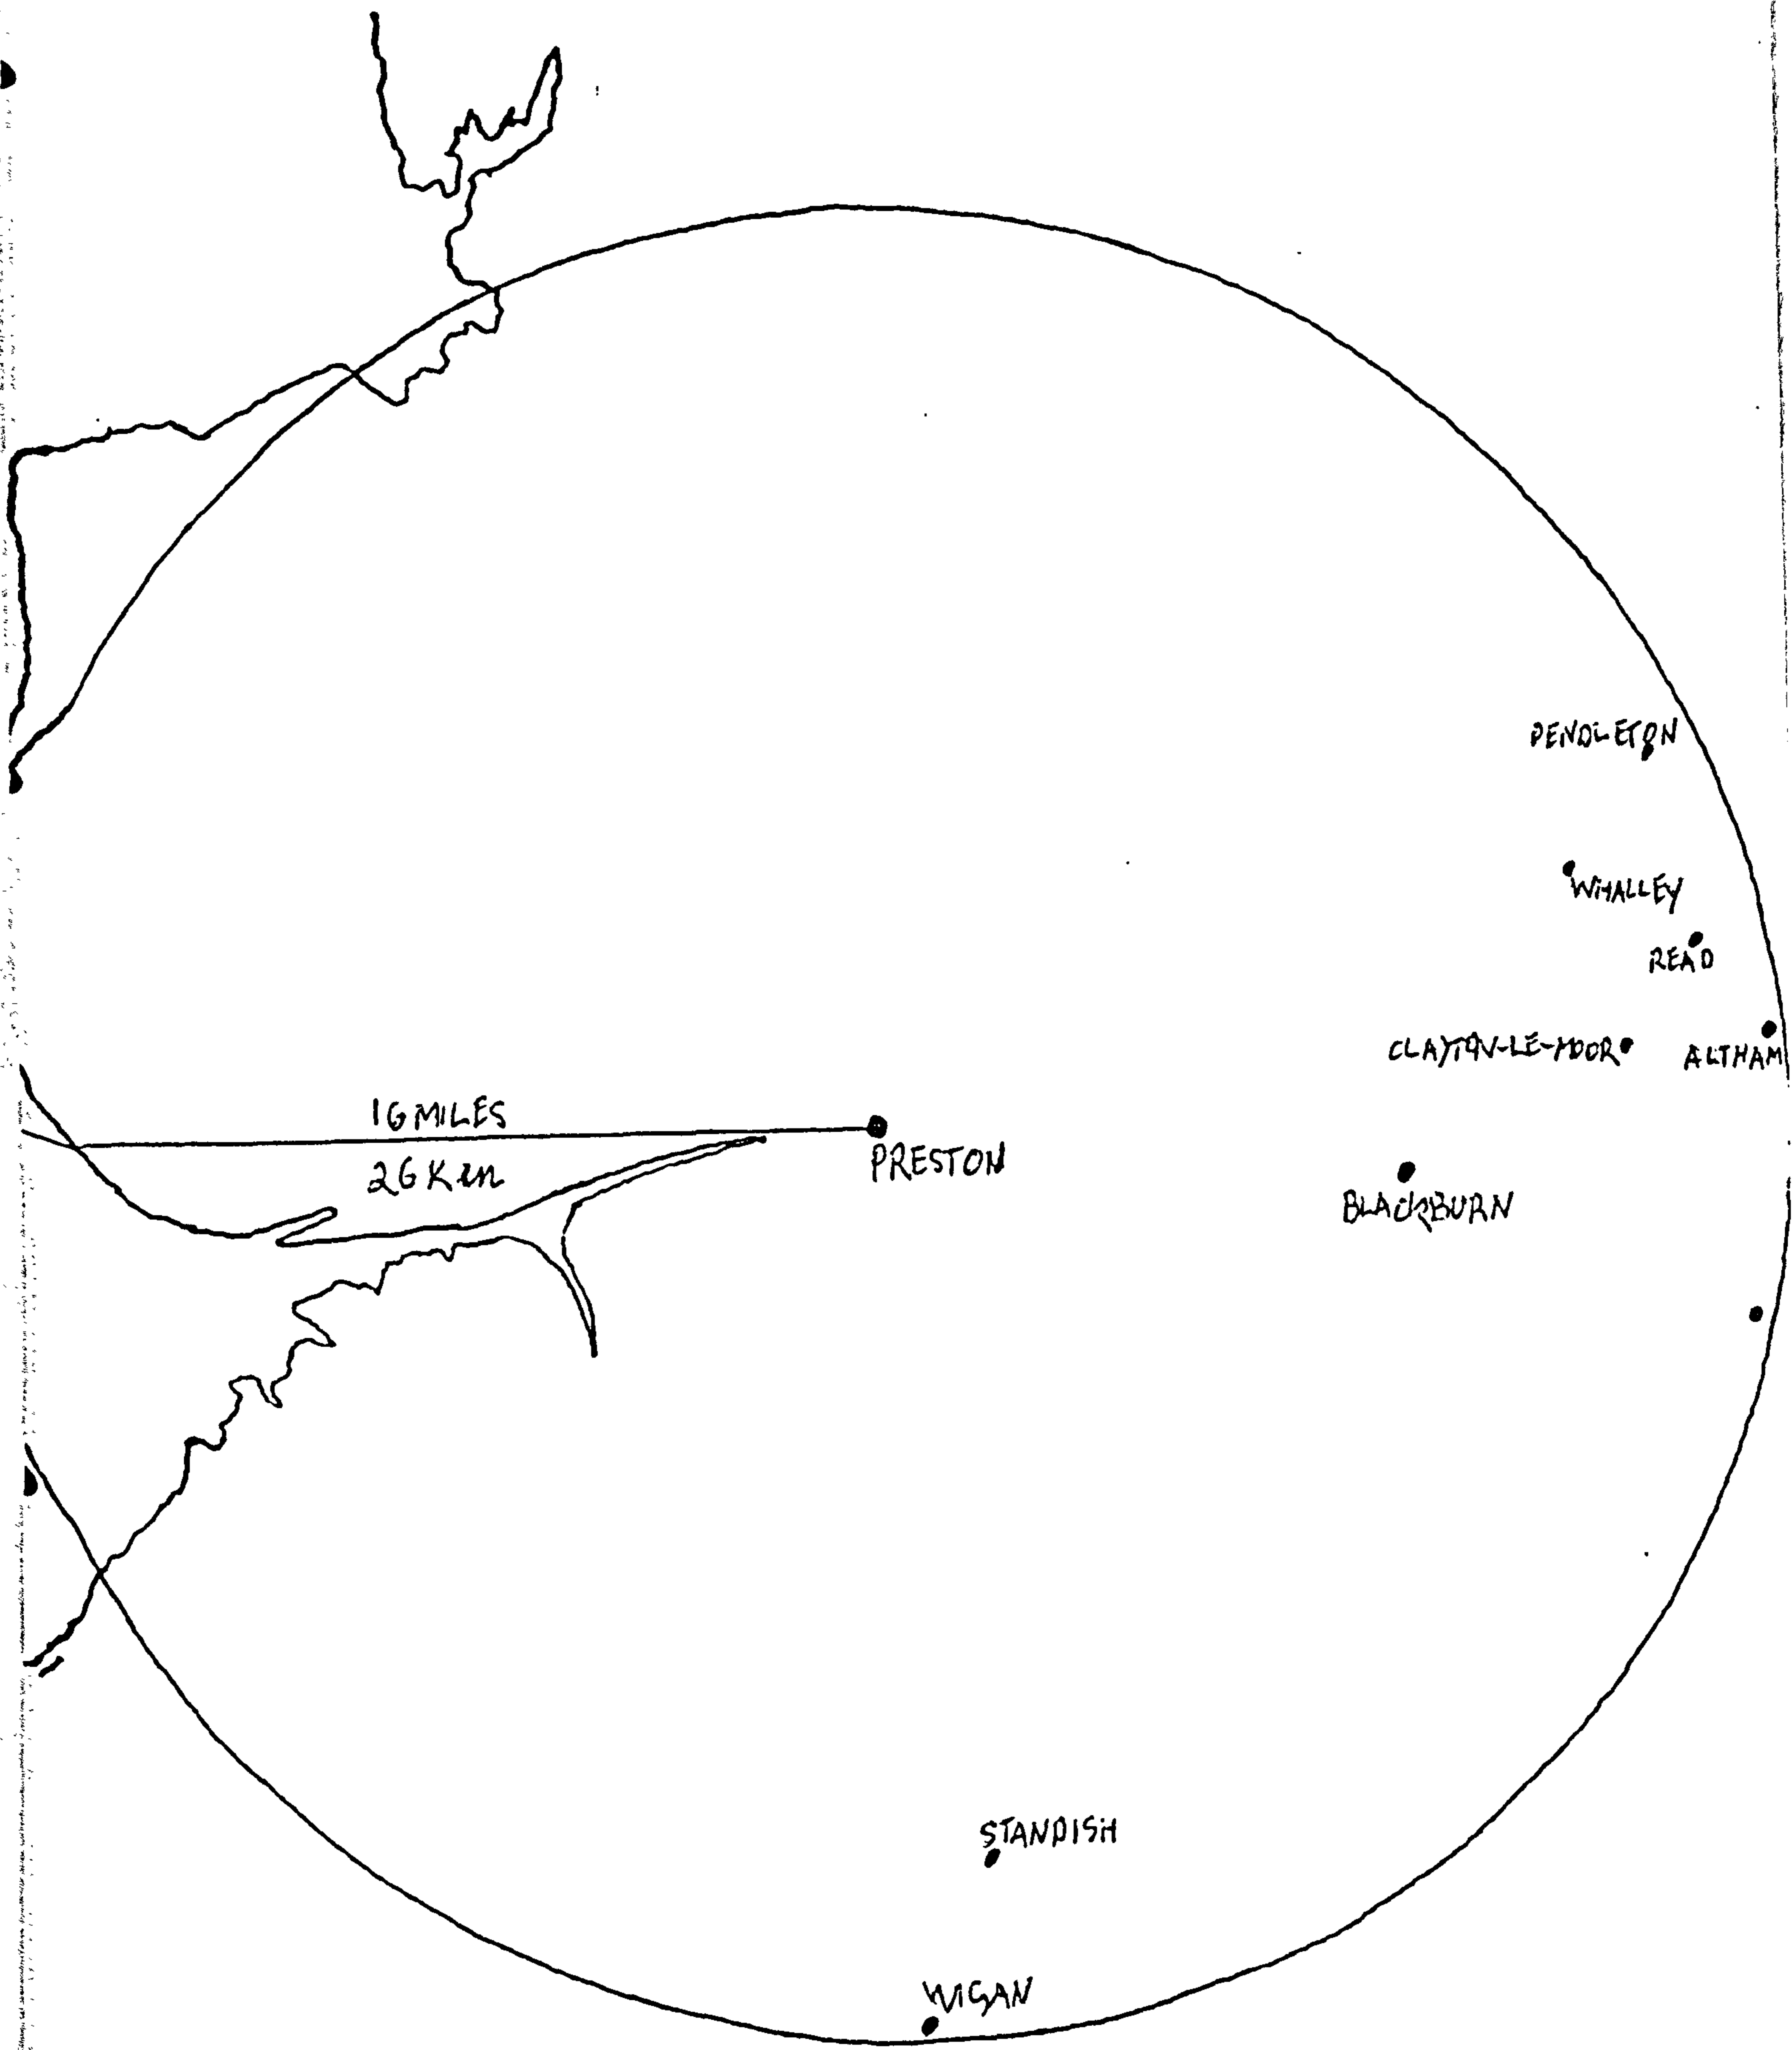 PENDLETON
WHALLEY
READ
CLAYTON-LE-MOOR
ALTHAM
16 MILES
26 Km
PRESTON
BLACKBURN
STANDISH
WIGAN